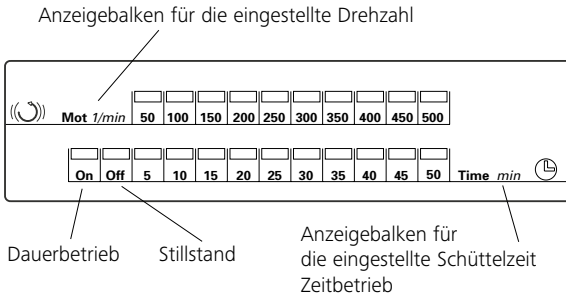 Anzeigebalken für die eingestellte Drehzahl
Mot 1/min 50 100 150 200 250 300 350 400 450 500
On Off 5 10 15 20 25 30 35 40 45 50 Time min
Dauerbetrieb Stillstand
Anzeigebalken für
die eingestellte Schüttelzeit
Zeitbetrieb